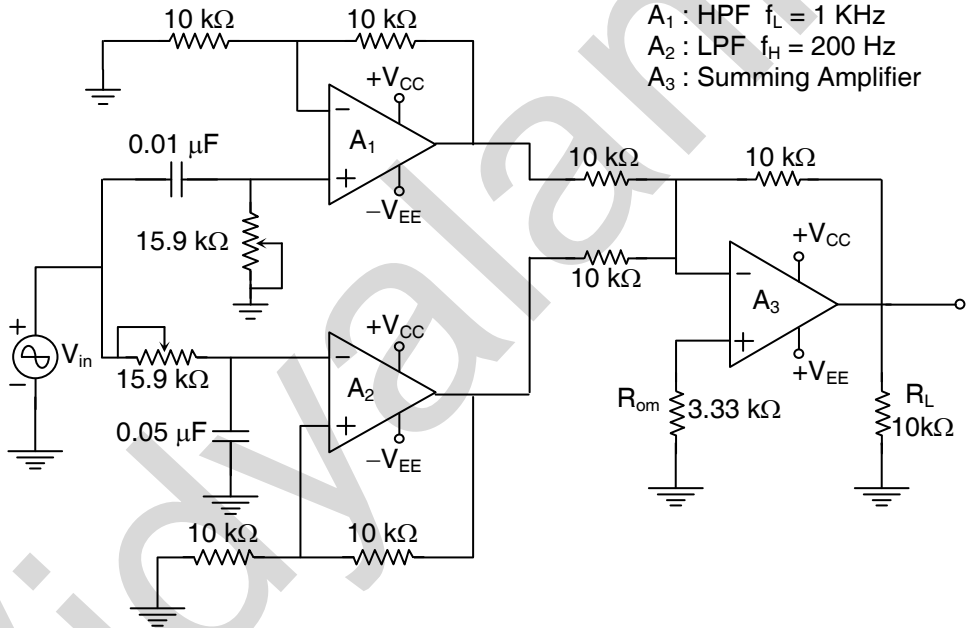 10 kΩ
10 kΩ
A₁ : HPF f_L = 1 KHz
A₂ : LPF f_H = 200 Hz
A₃ : Summing Amplifier
+V_CC
−
A₁
+
−V_EE
0.01 µF
15.9 kΩ
10 kΩ
10 kΩ
10 kΩ
+V_CC
−
A₃
+
+V_EE
+
V_in
−
15.9 kΩ
0.05 µF
+V_CC
−
A₂
+
−V_EE
R_om
3.33 kΩ
R_L
10kΩ
10 kΩ
10 kΩ
vidyalan